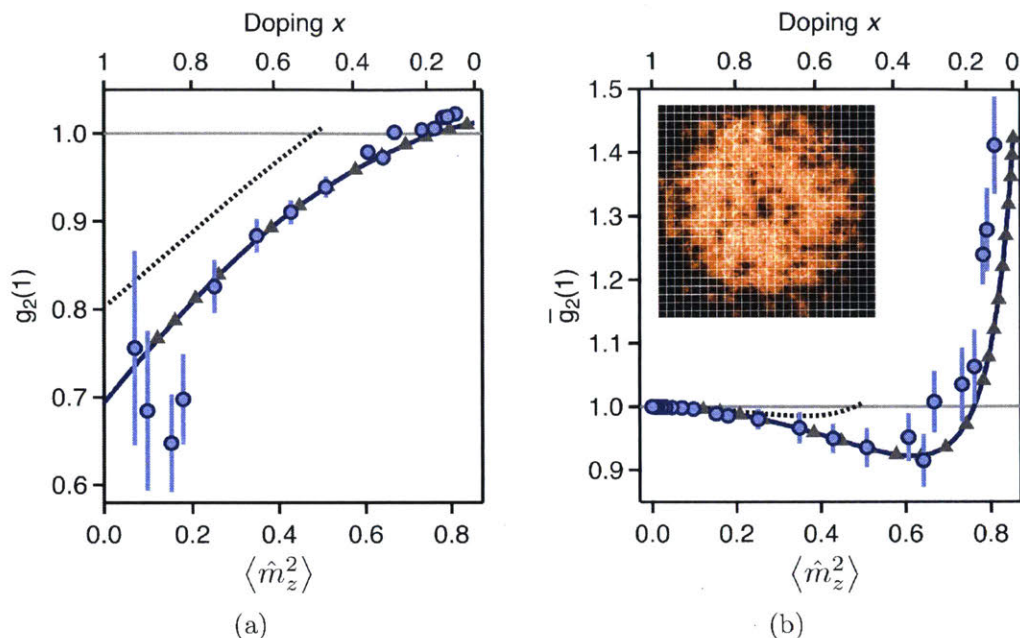 Doping x
1 0.8 0.6 0.4 0.2 0
1.0
0.9
0.8
0.7
0.6
g₂(1)
0.0 0.2 0.4 0.6 0.8
⟨m̂_z²⟩
(a)
Doping x
1 0.8 0.6 0.4 0.2 0
1.5
1.4
1.3
1.2
1.1
1.0
0.9
g̅₂(1)
0.0 0.2 0.4 0.6 0.8
⟨m̂_z²⟩
(b)